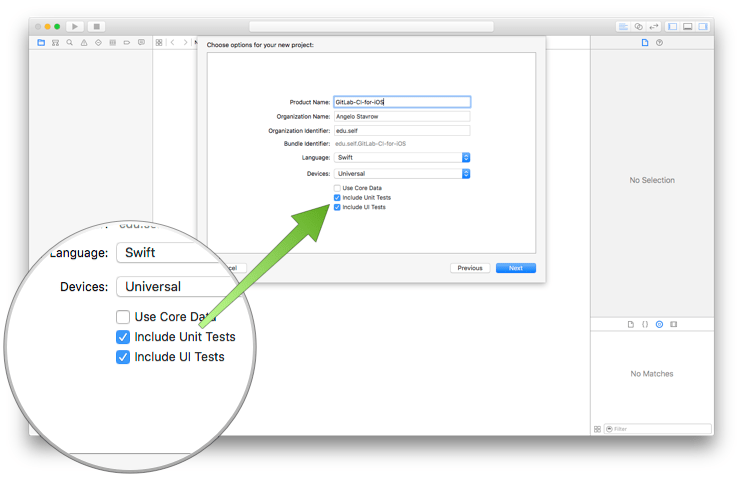 Choose options for your new project:
Product Name: GitLab-CI-for-iOS
Organization Name: Angelo Stavrow
Organization Identifier: edu.self
Bundle Identifier: edu.self.GitLab-CI-for-iOS
Language: Swift
Devices: Universal
Use Core Data
Include Unit Tests
Include UI Tests
Previous Next
No Selection
No Matches
Filter
Language: Swift
Devices: Universal
Use Core Data
Include Unit Tests
Include UI Tests